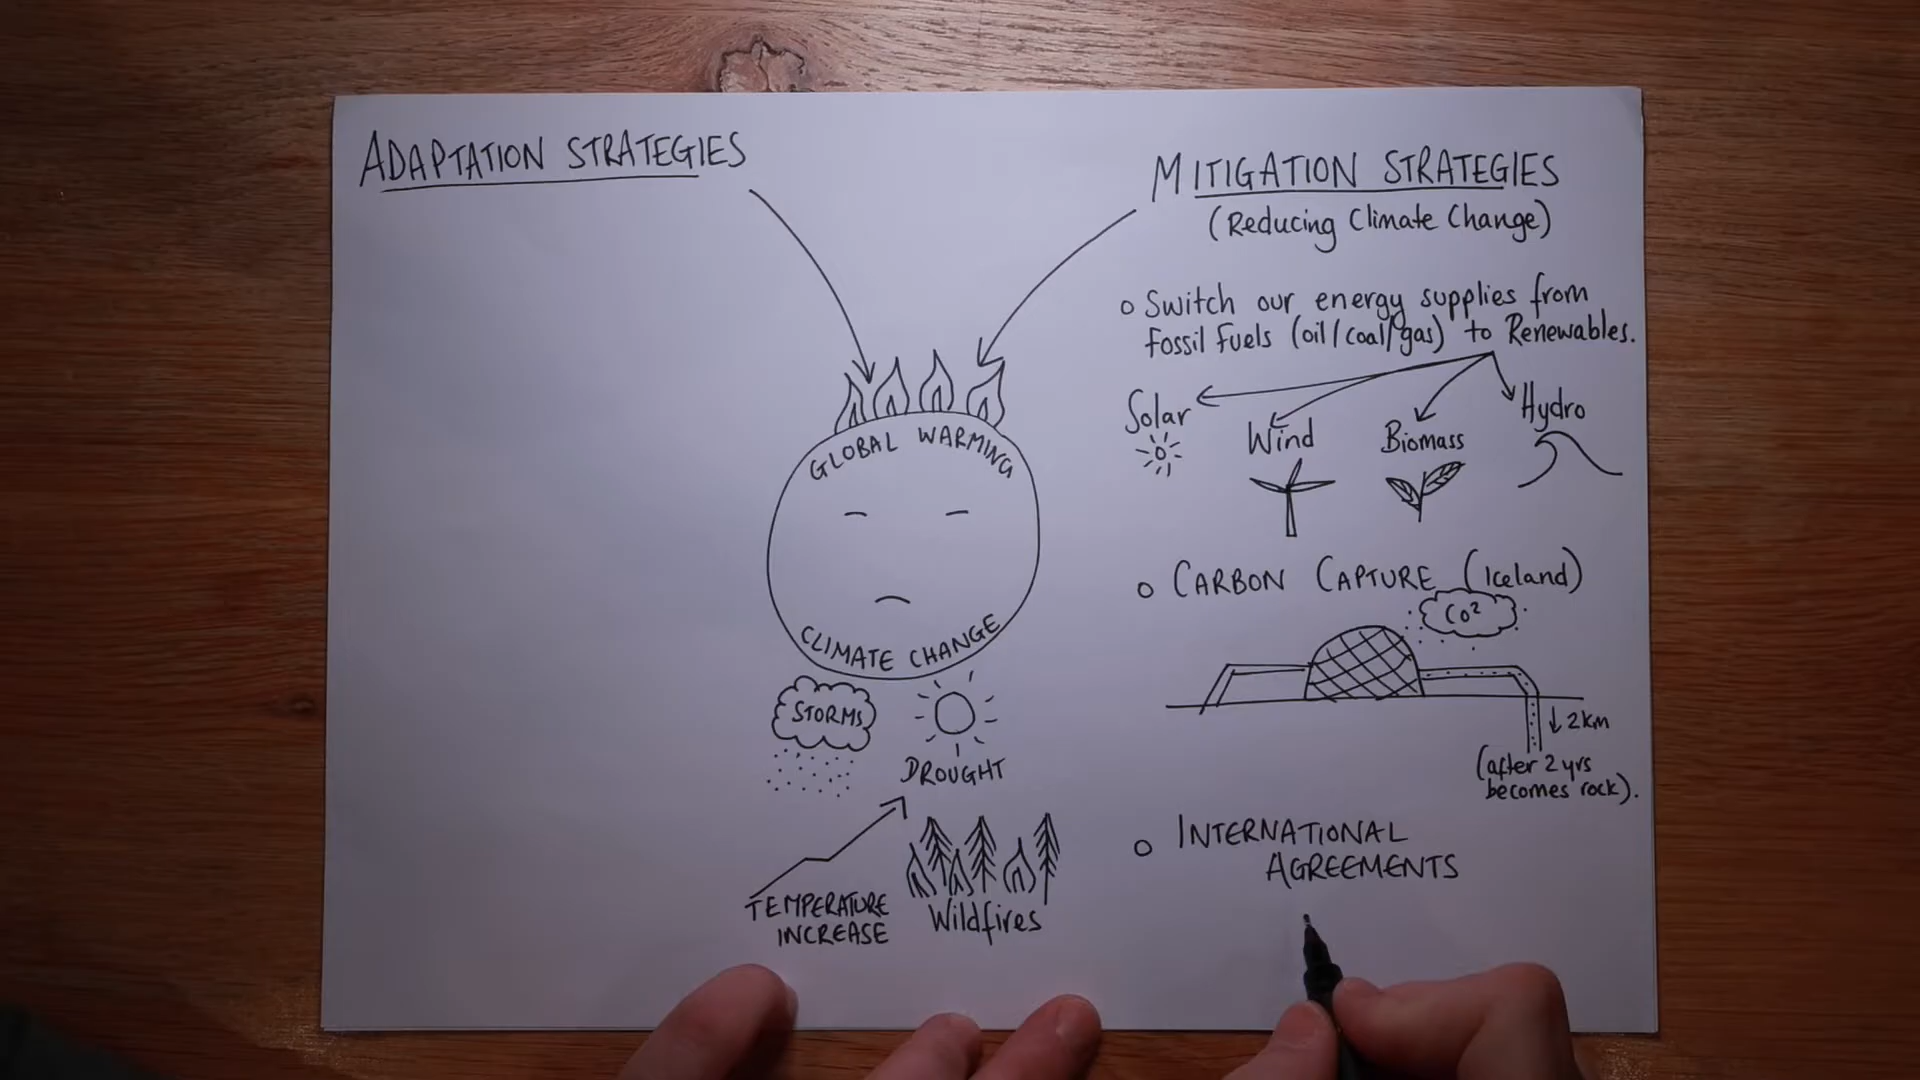 ADAPTATION STRATEGIES
MITIGATION STRATEGIES
(Reducing Climate Change)
Switch our energy supplies from
Fossil Fuels (oil/coal/gas) to Renewables.
Solar
Wind
Biomass
Hydro
CARBON CAPTURE (Iceland)
CO²
↓ 2km
(after 2 yrs
becomes rock).
INTERNATIONAL
AGREEMENTS
GLOBAL WARMING
CLIMATE CHANGE
STORMS
DROUGHT
TEMPERATURE
INCREASE
Wildfires